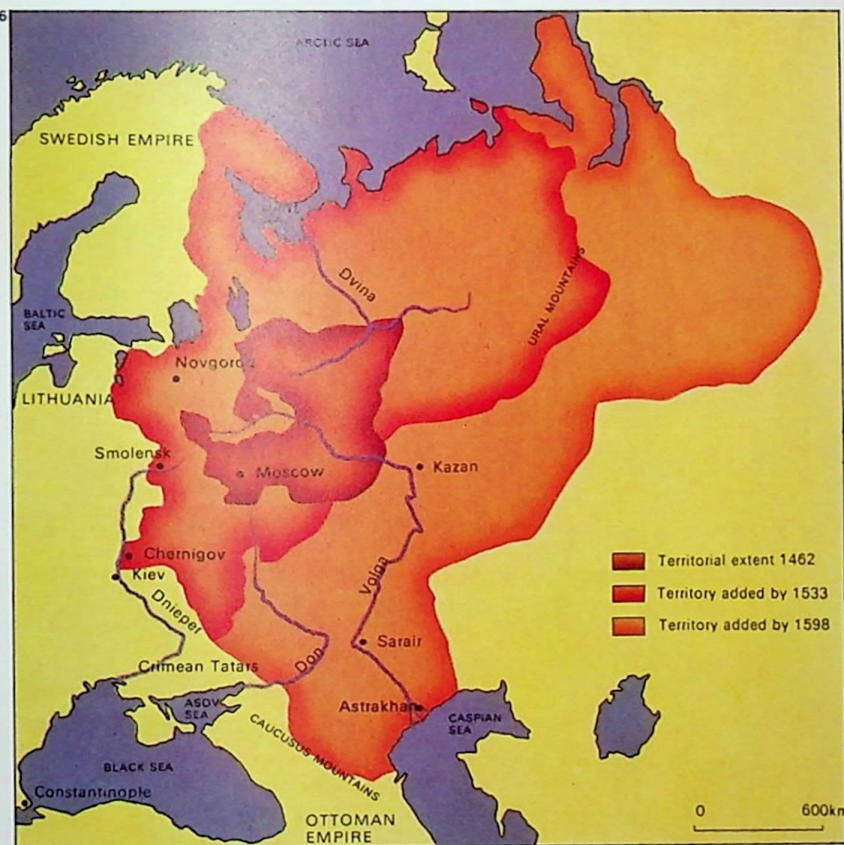 6
ARCTIC SEA
SWEDISH EMPIRE
Dvina
URAL MOUNTAINS
BALTIC
SEA
Novgorod
LITHUANIA
Smolensk
Moscow
Kazan
Chernigov
Kiev
Volga
Dnieper
Sarair
Don
Crimean Tatars
Astrakhan
ASOV
SEA
CASPIAN
SEA
CAUCUSUS MOUNTAINS
BLACK SEA
Constantinople
OTTOMAN
EMPIRE
Territorial extent 1462
Territory added by 1533
Territory added by 1598
0 600km